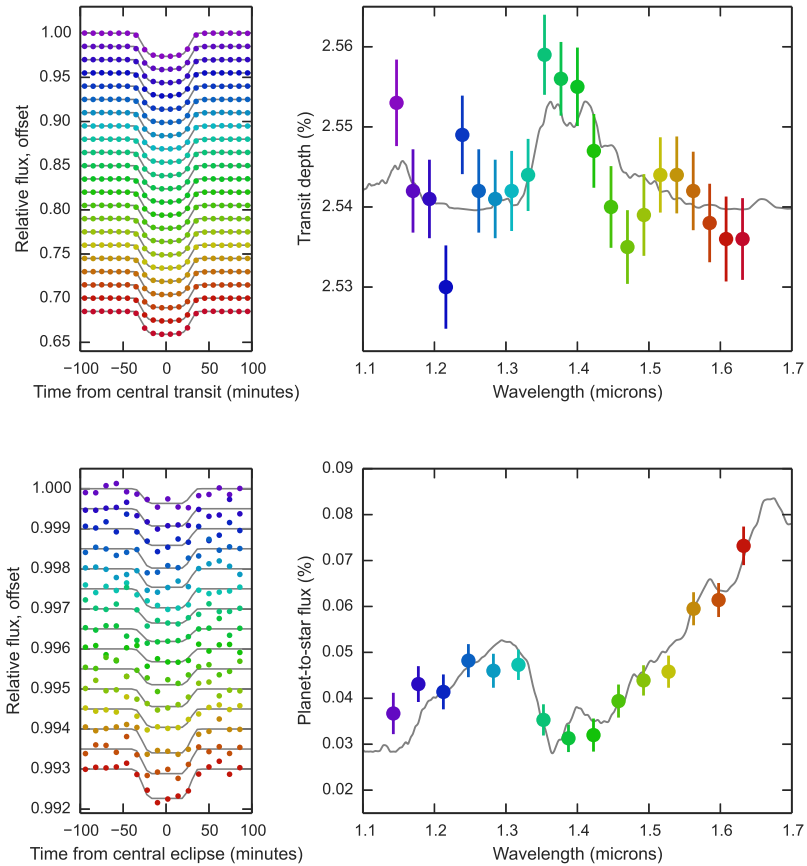 1.00
0.95
0.90
0.85
0.80
0.75
0.70
0.65
Relative flux, offset
−100 −50 0 50 100
Time from central transit (minutes)
2.56
2.55
2.54
2.53
Transit depth (%)
1.1 1.2 1.3 1.4 1.5 1.6 1.7
Wavelength (microns)
1.000
0.999
0.998
0.997
0.996
0.995
0.994
0.993
0.992
Relative flux, offset
−100 −50 0 50 100
Time from central eclipse (minutes)
0.09
0.08
0.07
0.06
0.05
0.04
0.03
0.02
Planet-to-star flux (%)
1.1 1.2 1.3 1.4 1.5 1.6 1.7
Wavelength (microns)